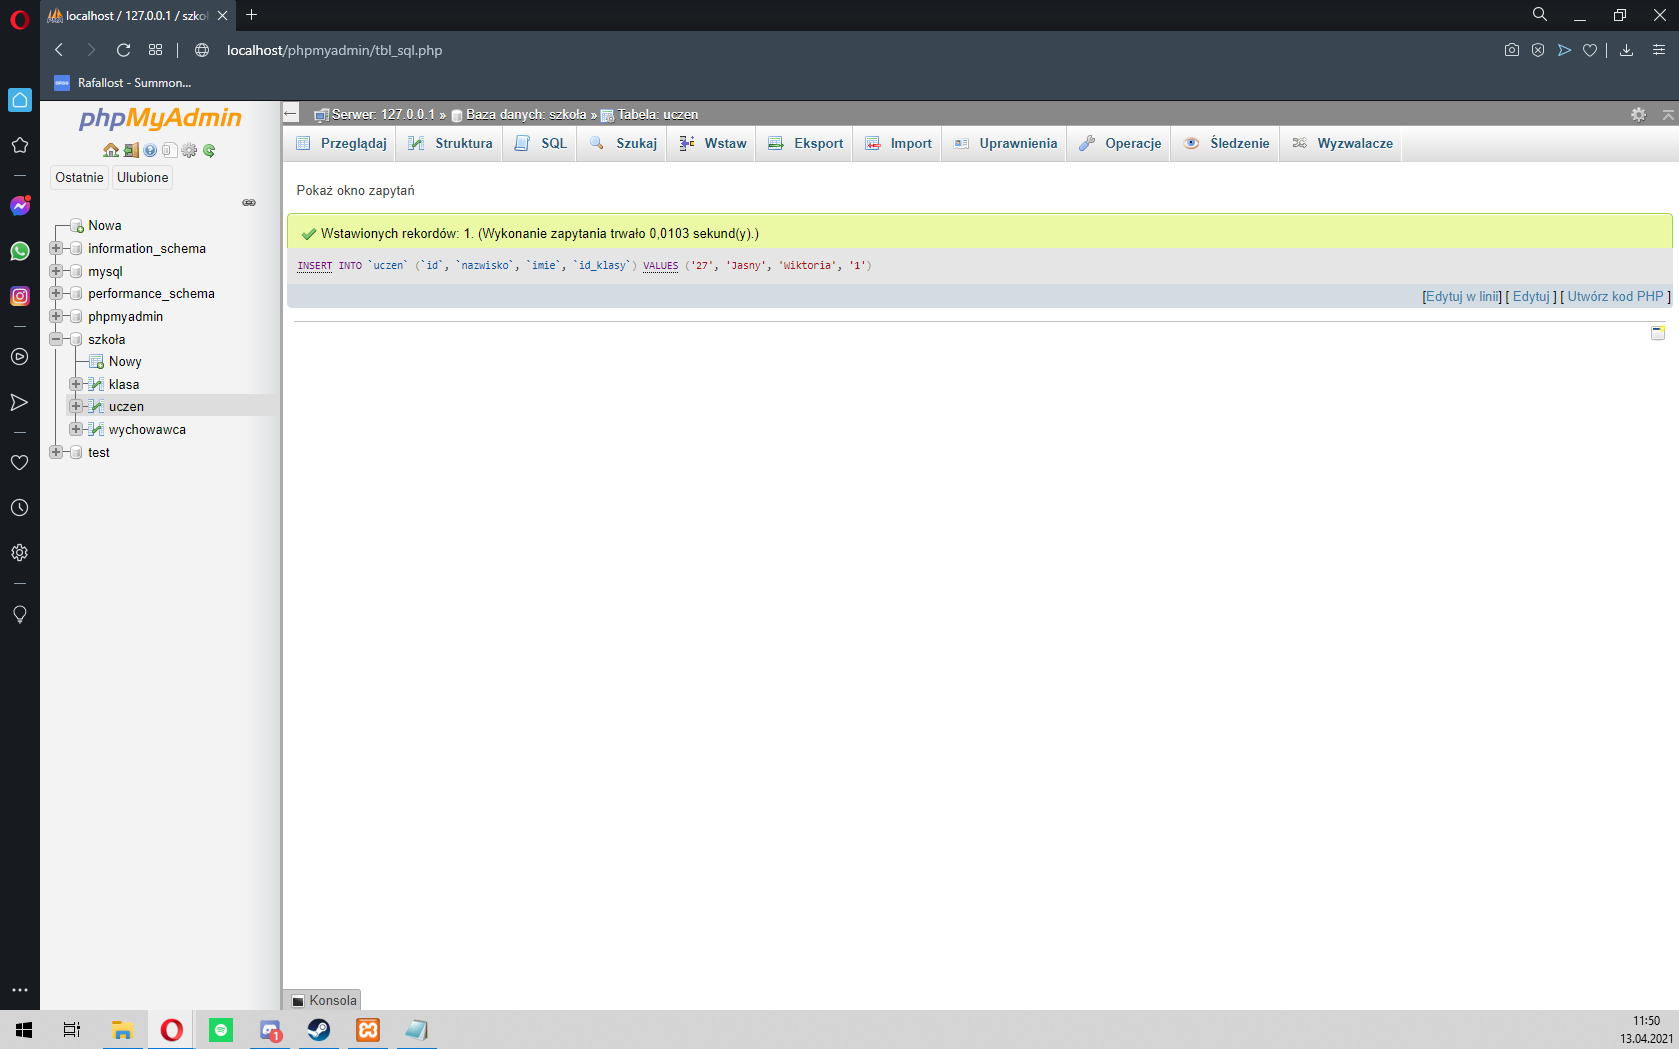 localhost / 127.0.0.1 / szko
localhost/phpmyadmin/tbl_sql.php
Rafallost - Summon...
phpMyAdmin
Ostatnie
Ulubione
Nowa
information_schema
mysql
performance_schema
phpmyadmin
szkoła
Nowy
klasa
uczen
wychowawca
test
Serwer: 127.0.0.1 » Baza danych: szkoła » Tabela: uczen
Przeglądaj Struktura SQL Szukaj Wstaw Eksport Import Uprawnienia Operacje Śledzenie Wyzwalacze
Pokaż okno zapytań
Wstawionych rekordów: 1. (Wykonanie zapytania trwało 0,0103 sekund(y).)
INSERT INTO `uczen` (`id`, `nazwisko`, `imie`, `id_klasy`) VALUES ('27', 'Jasny', 'Wiktoria', '1')
[Edytuj w linii] [ Edytuj ] [ Utwórz kod PHP ]
Konsola
1
11:50
13.04.2021